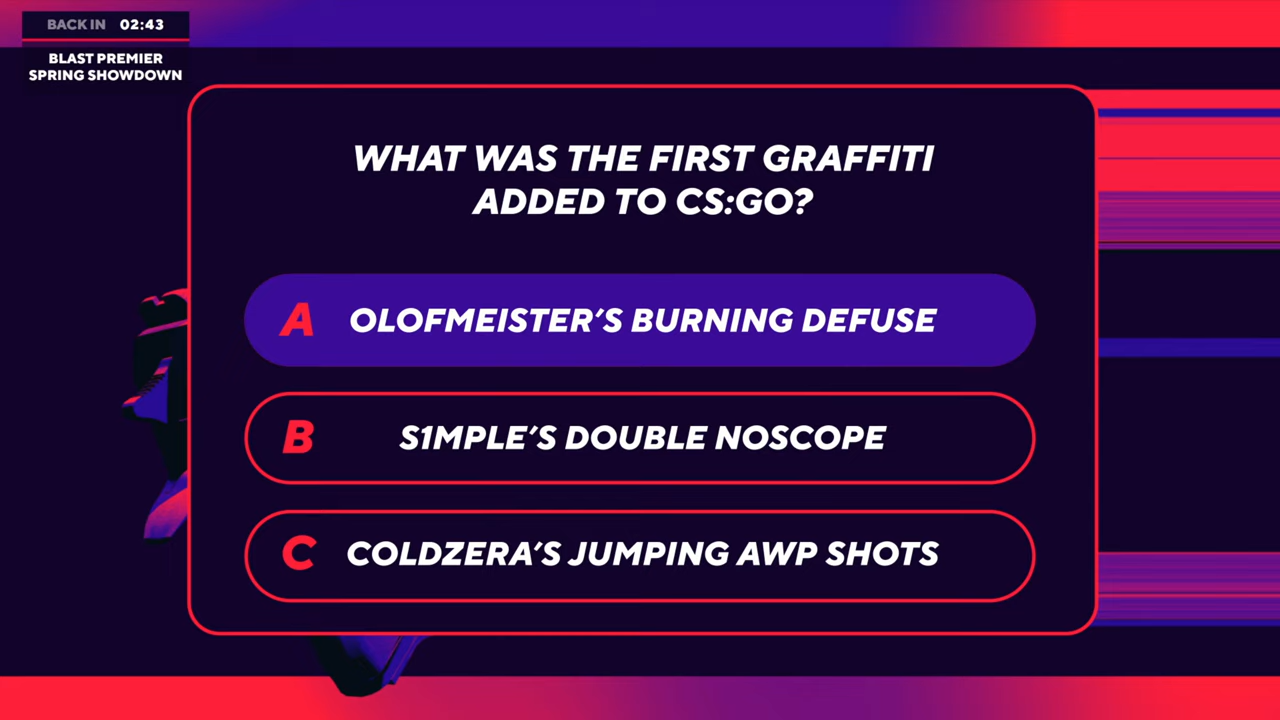 BACK IN 02:43
BLAST PREMIER
SPRING SHOWDOWN
WHAT WAS THE FIRST GRAFFITI
ADDED TO CS:GO?
A OLOFMEISTER'S BURNING DEFUSE
B S1MPLE'S DOUBLE NOSCOPE
C COLDZERA'S JUMPING AWP SHOTS